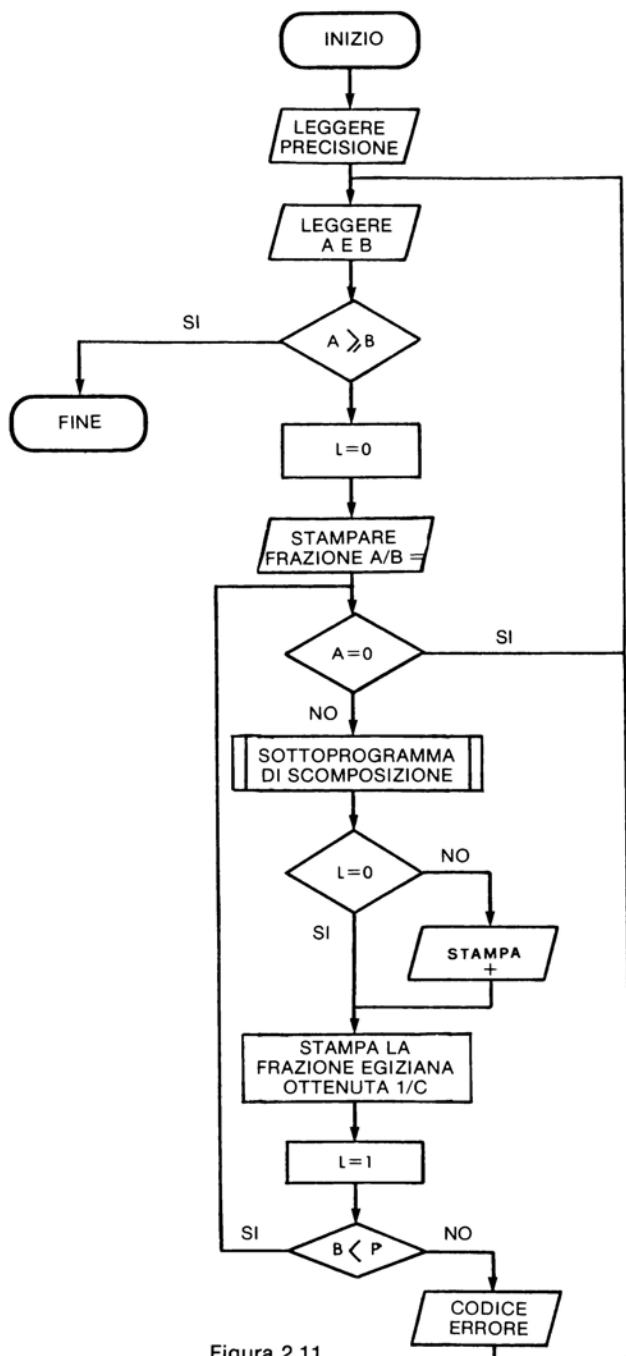 INIZIO
LEGGERE
PRECISIONE
LEGGERE
A E B
SI
A ⩾ B
FINE
L=0
STAMPARE
FRAZIONE A/B =
A=0
SI
NO
SOTTOPROGRAMMA
DI SCOMPOSIZIONE
L=0
NO
SI
STAMPA
+
STAMPA LA
FRAZIONE EGIZIANA
OTTENUTA 1/C
L=1
SI
B < P
NO
CODICE
ERRORE
Figura 2.11